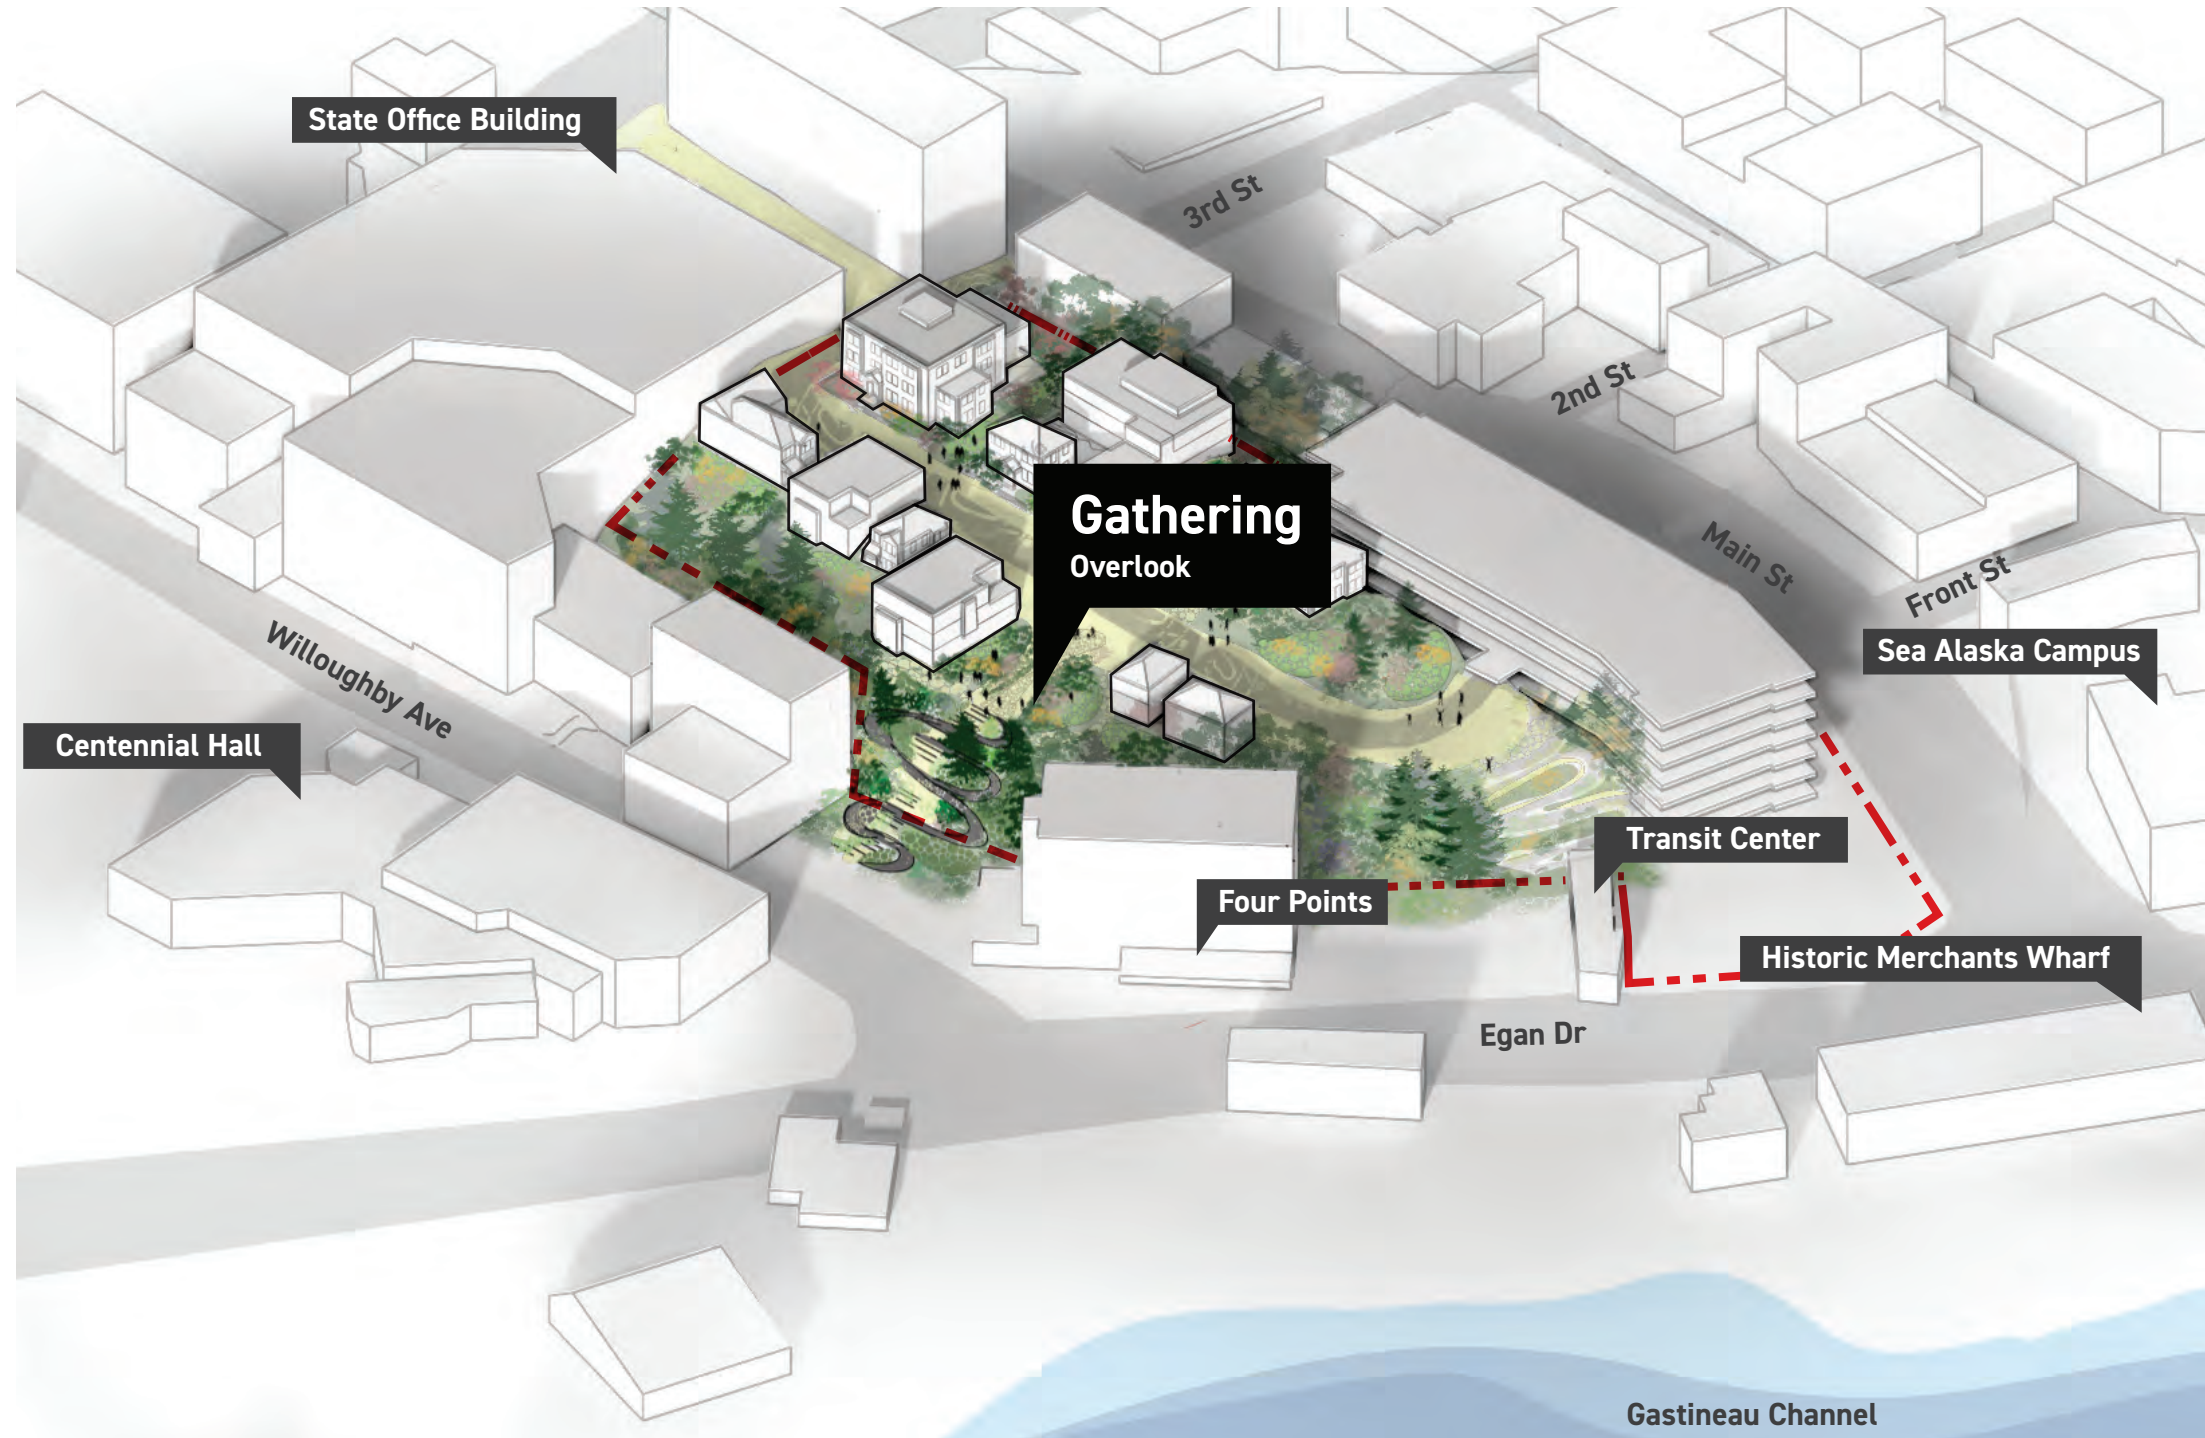 State Office Building
3rd St
2nd St
Gathering
Overlook
Main St
Front St
Willoughby Ave
Sea Alaska Campus
Centennial Hall
Transit Center
Four Points
Historic Merchants Wharf
Egan Dr
Gastineau Channel